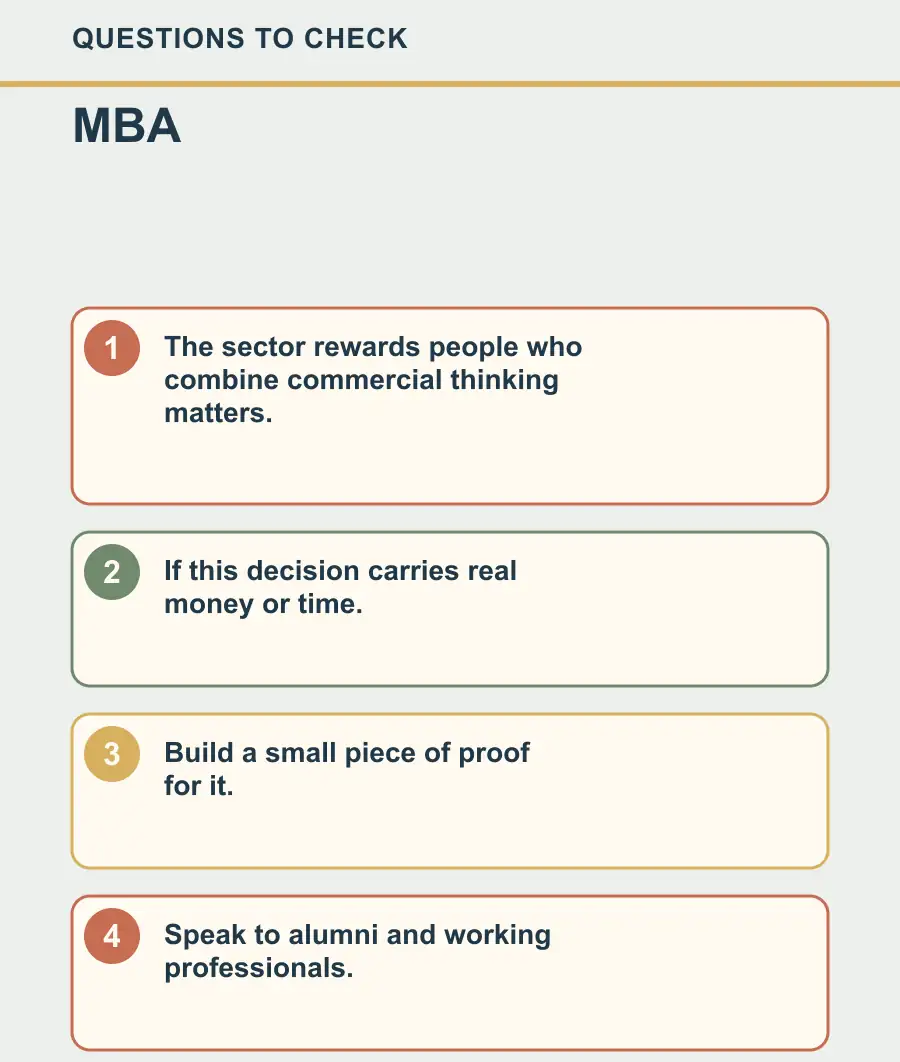 QUESTIONS TO CHECK
MBA
1
The sector rewards people who
combine commercial thinking
matters.
2
If this decision carries real
money or time.
3
Build a small piece of proof
for it.
4
Speak to alumni and working
professionals.